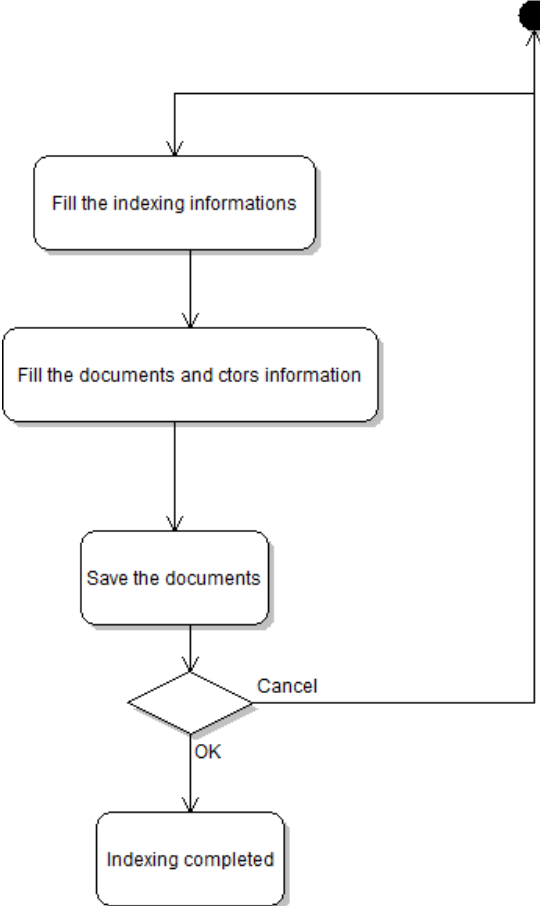 Fill the indexing informations
Fill the documents and ctors information
Save the documents
Cancel
OK
Indexing completed